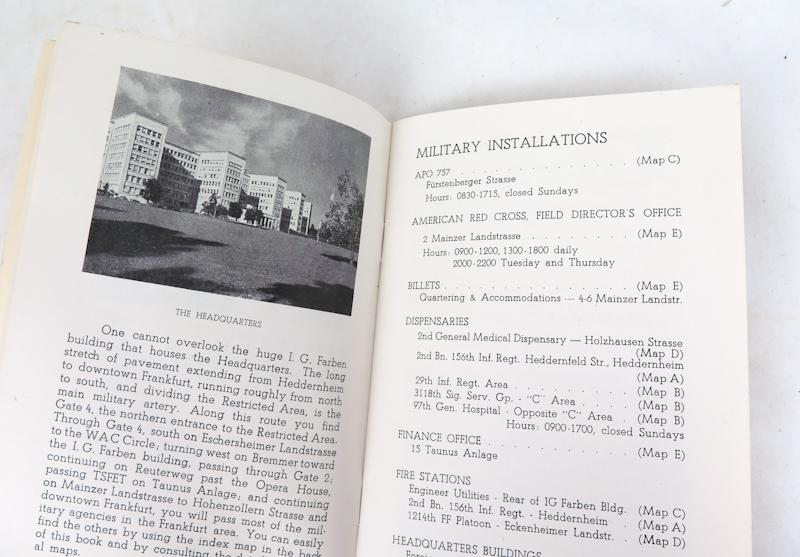 THE HEADQUARTERS
One cannot overlook the huge I. G. Farben
building that houses the Headquarters. The long
stretch of pavement extending from Heddernheim
to downtown Frankfurt, running roughly from north
to south, and dividing the Restricted Area, is the
main military artery. Along this route you find
Gate 4, the northern entrance to the Restricted Area.
Through Gate 4, south on Eschersheimer Landstrasse
to the WAC Circle; turning west on Bremmer toward
the I. G. Farben building, passing through Gate 2;
continuing on Reuterweg past the Opera House,
passing TSFET on Taunus Anlage; and continuing
on Mainzer Landstrasse to Hohenzollern Strasse and
downtown Frankfurt, you will pass most of the mil-
itary agencies in the Frankfurt area. You can easily
find the others by using the index map in the back
of this book and by consulting the
al maps.
MILITARY INSTALLATIONS
APO 757 . . . . . . . . . . . . . (Map C)
Fürstenberger Strasse
Hours: 0830-1715, closed Sundays
AMERICAN RED CROSS, FIELD DIRECTOR'S OFFICE
2 Mainzer Landstrasse . . . . . . . . (Map E)
Hours: 0900-1200, 1300-1800 daily
2000-2200 Tuesday and Thursday
BILLETS . . . . . . . . . . . . . . (Map E)
Quartering & Accommodations — 4-6 Mainzer Landstr.
DISPENSARIES
2nd General Medical Dispensary — Holzhausen Strasse
(Map D)
2nd Bn. 156th Inf. Regt. Heddernfeld Str., Heddernheim
(Map A)
29th Inf. Regt. Area . . . . . . . . (Map B)
3118th Sig. Serv. Gp. - "C" Area . . . (Map B)
97th Gen. Hospital - Opposite "C" Area . (Map B)
Hours: 0900-1700, closed Sundays
FINANCE OFFICE . . . . . . . . . . (Map E)
15 Taunus Anlage
FIRE STATIONS
Engineer Utilities - Rear of IG Farben Bldg. (Map C)
2nd Bn. 156th Inf. Regt. - Heddernheim . (Map A)
1214th FF Platoon - Eckenheimer Landstr. . (Map D)
HEADQUARTERS BUILDINGS